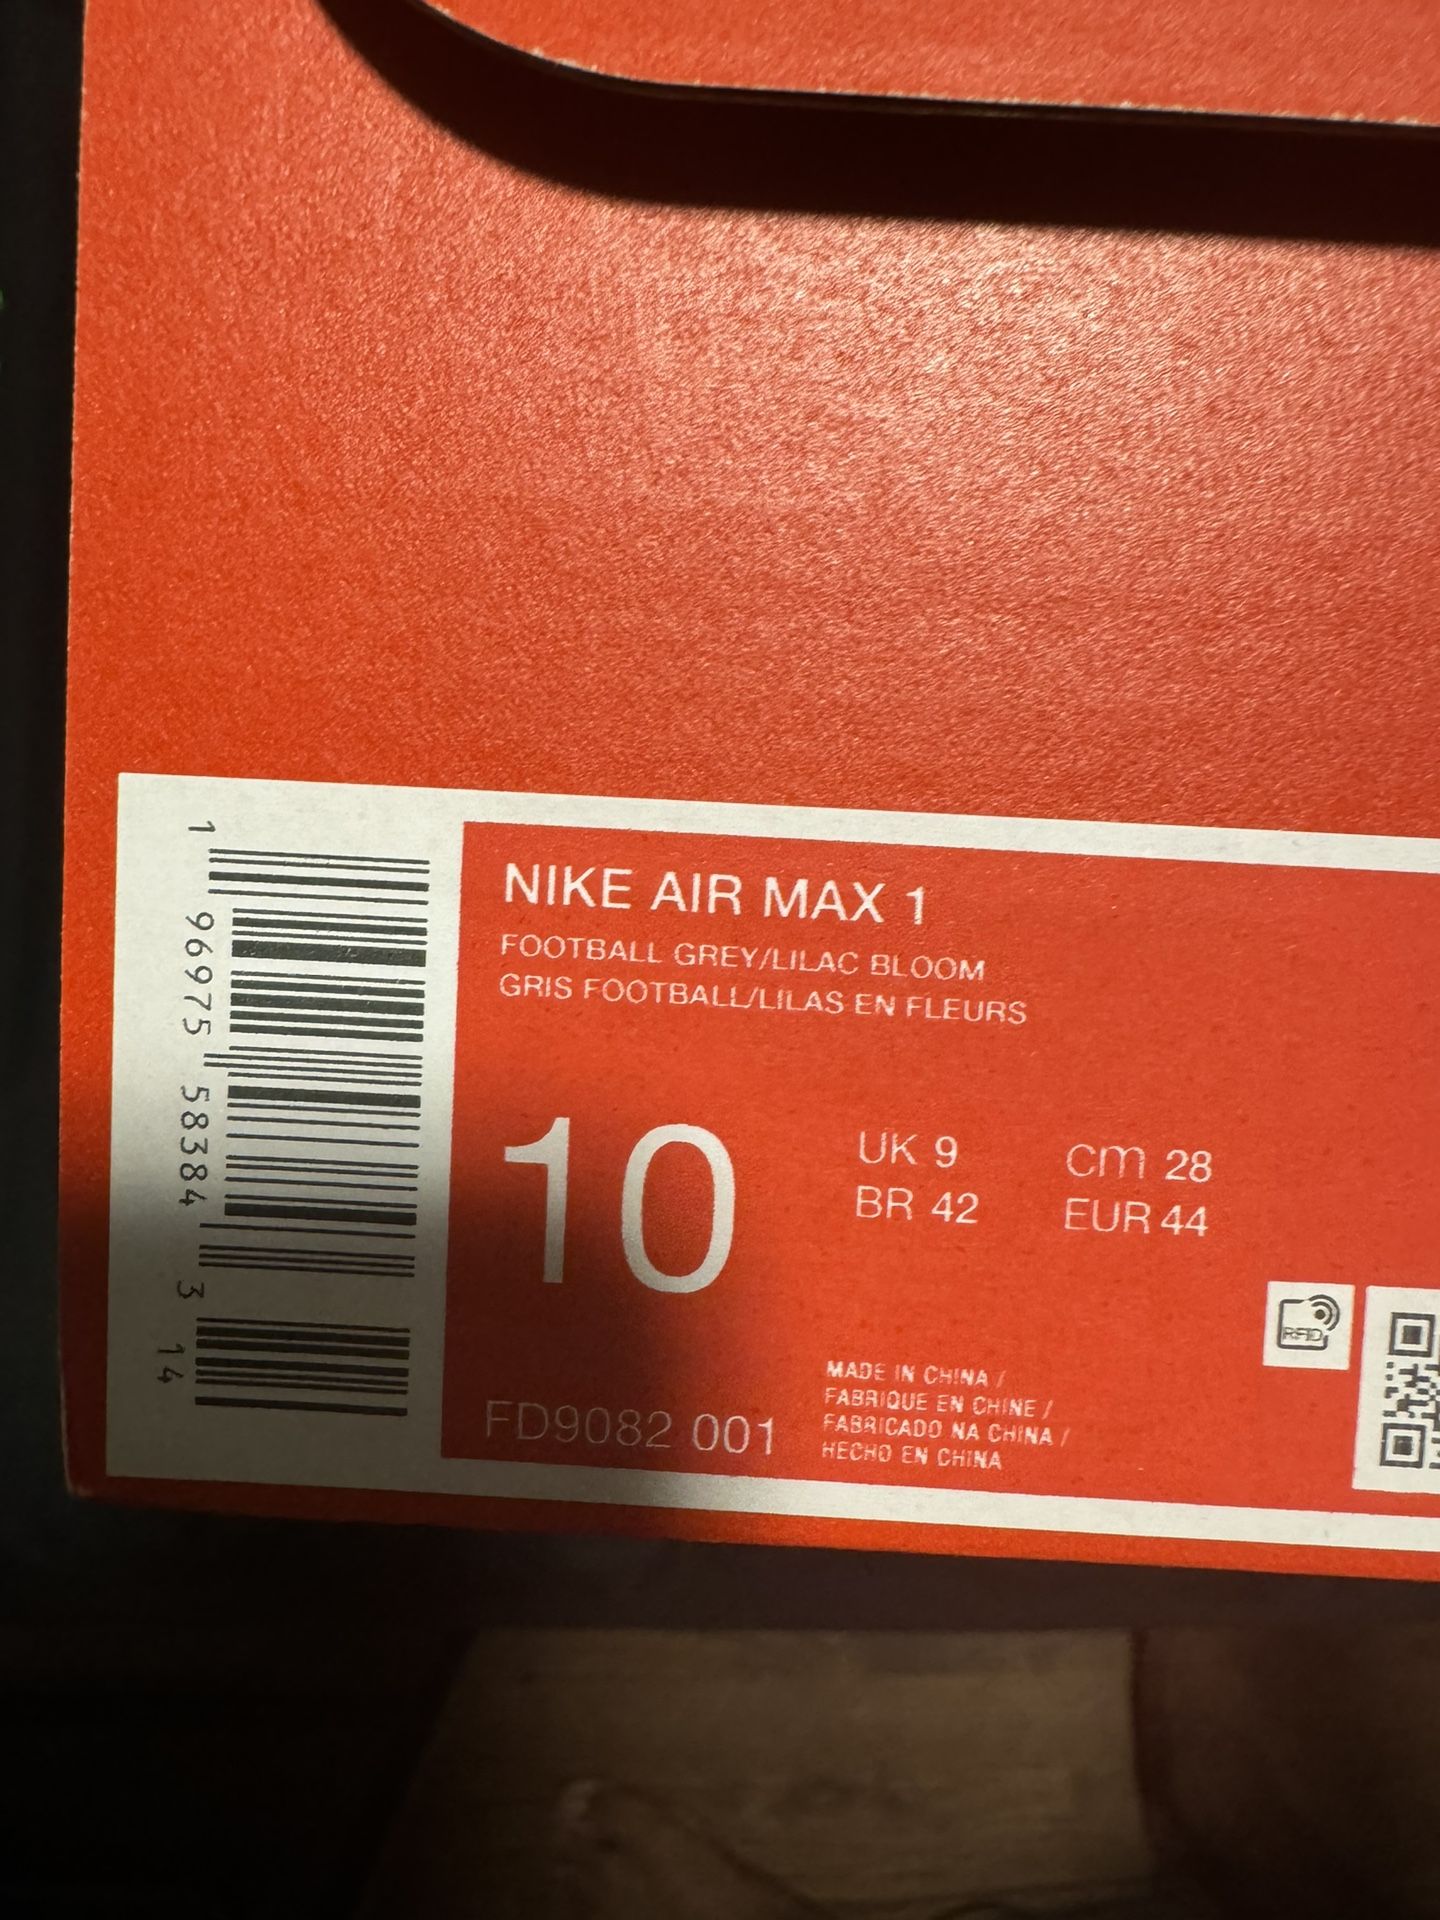 NIKE AIR MAX 1
FOOTBALL GREY/LILAC BLOOM
GRIS FOOTBALL/LILAS EN FLEURS
10
UK 9
cm 28
BR 42
EUR 44
FD9082 001
MADE IN CHINA /
FABRIQUE EN CHINE /
FABRICADO NA CHINA /
HECHO EN CHINA
RFID
1 96975 58384 3 14